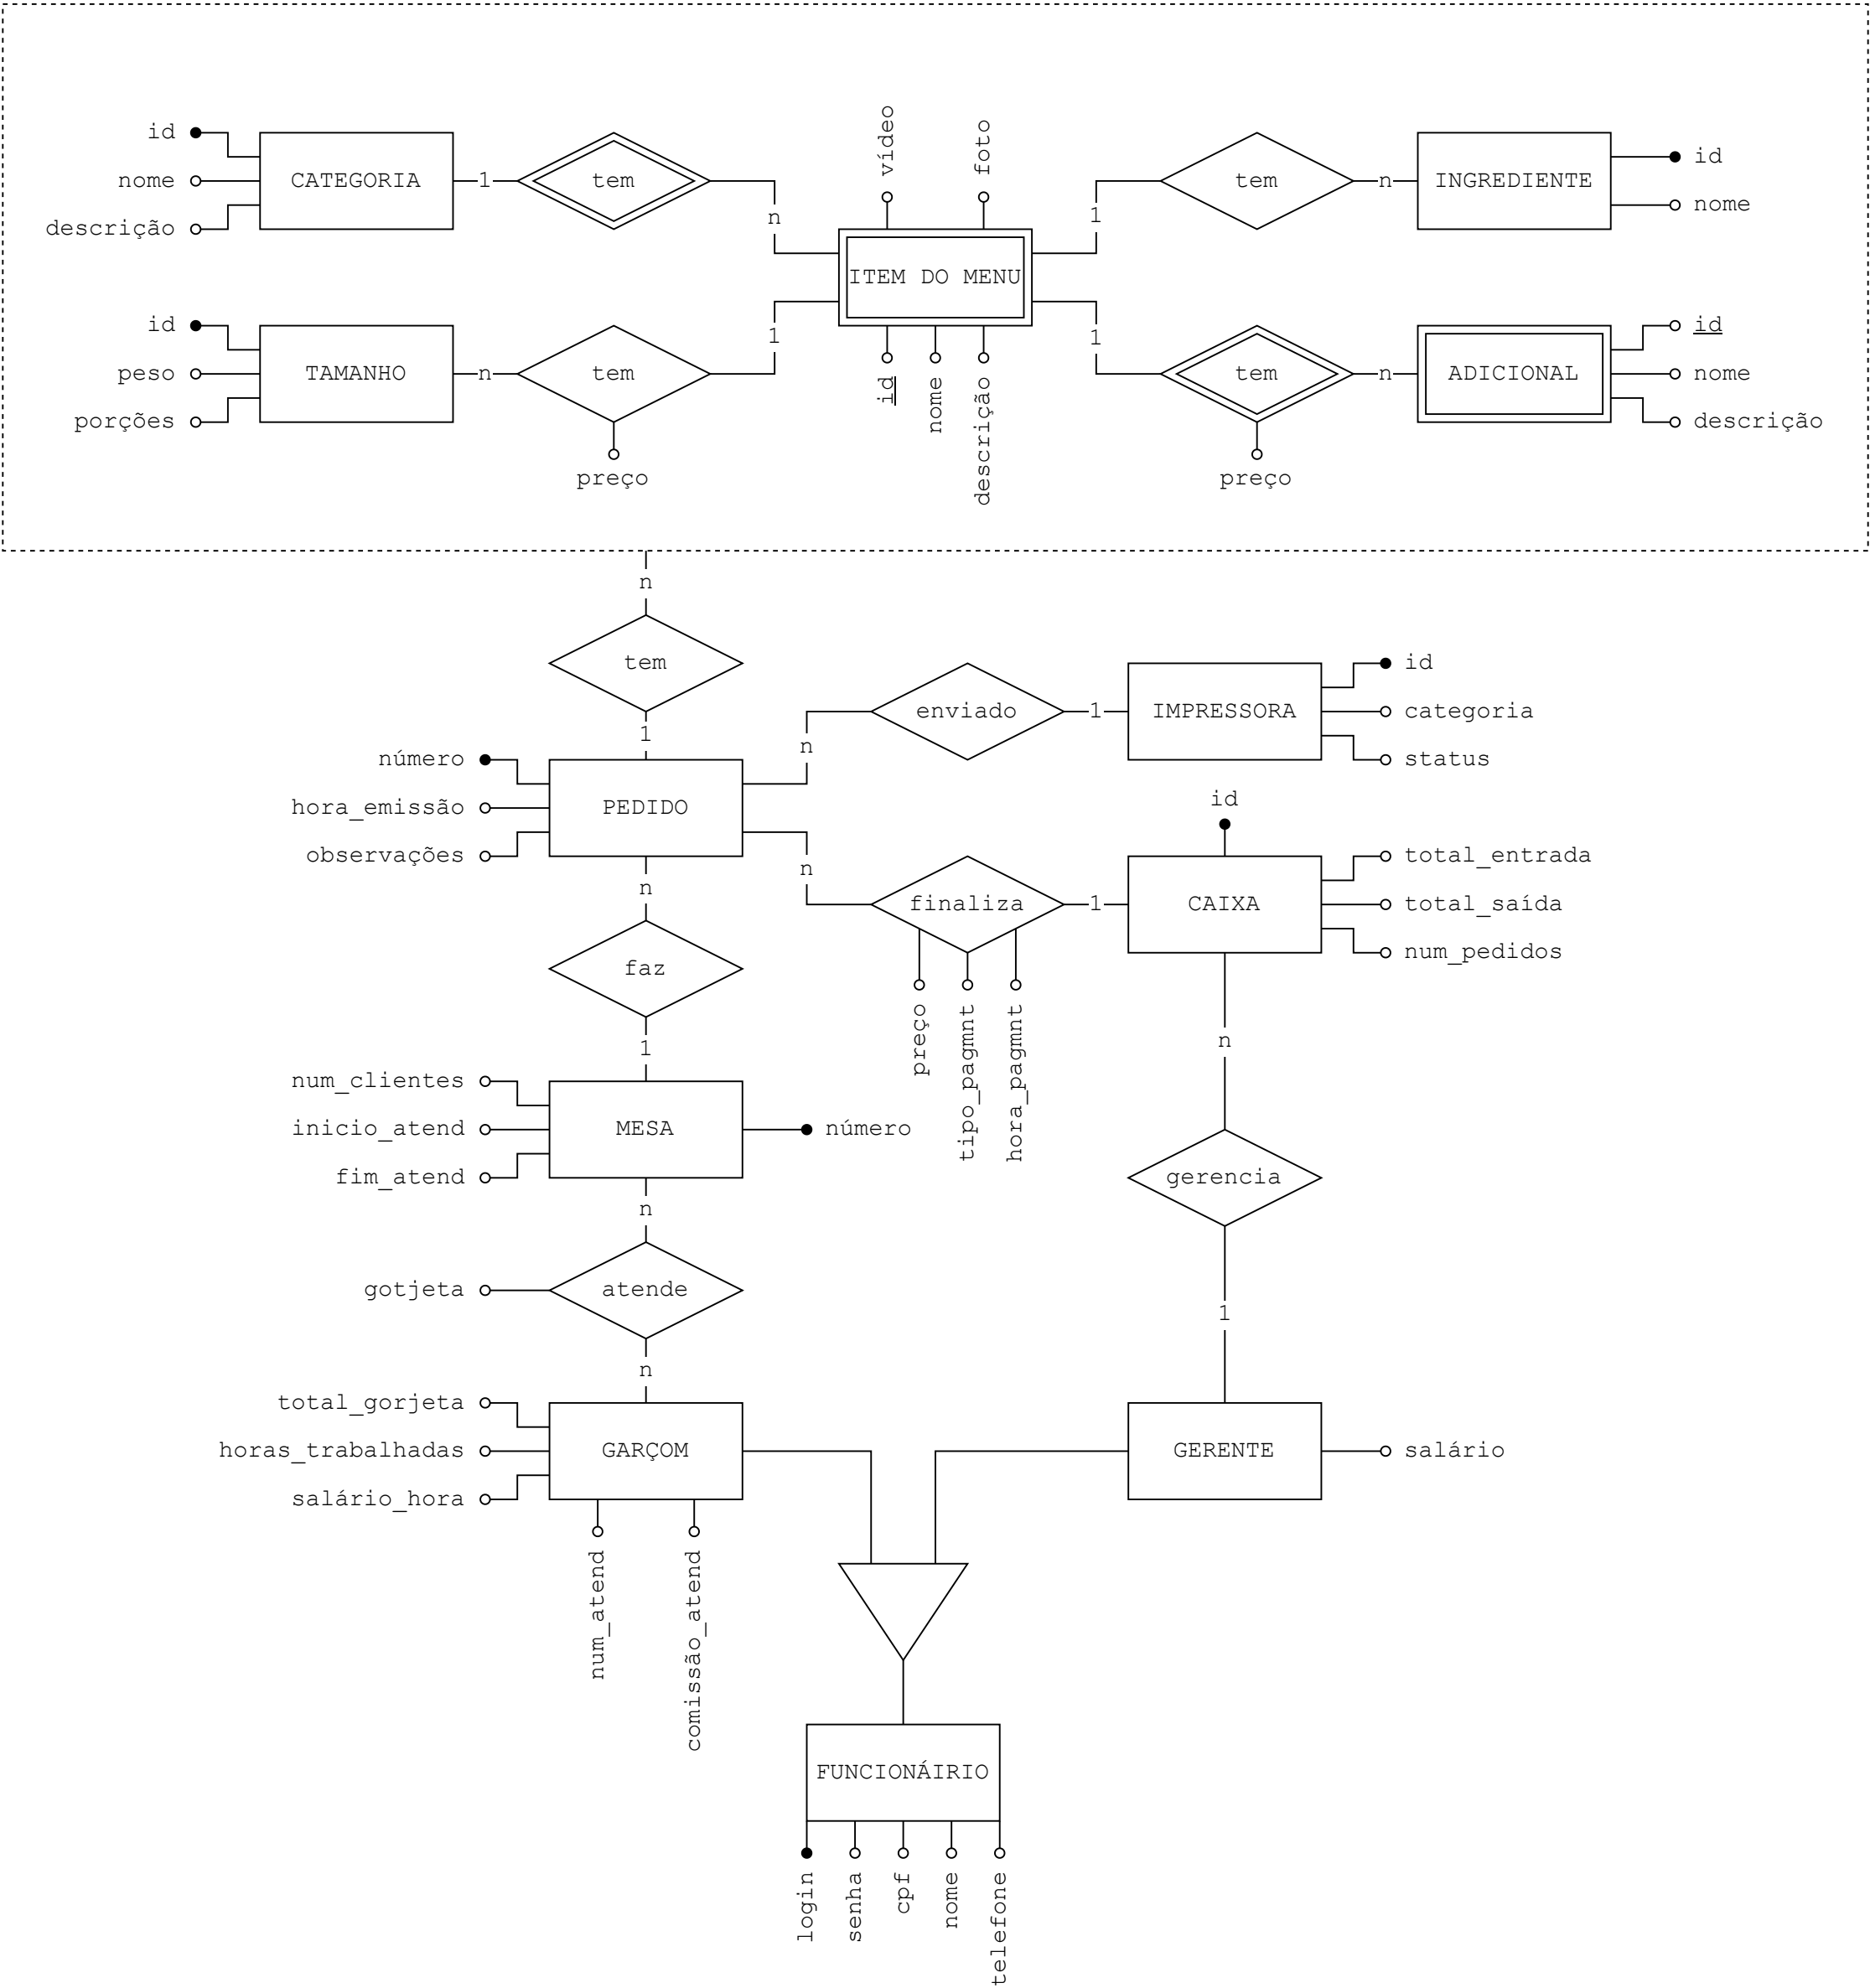 vídeo
foto
id
nome
descrição
CATEGORIA
1
tem
n
ITEM DO MENU
1
tem
n
INGREDIENTE
id
nome
id
peso
porções
TAMANHO
n
tem
1
preço
id
nome
descrição
1
tem
n
ADICIONAL
id
nome
descrição
preço
n
tem
1
número
hora_emissão
observações
PEDIDO
n
enviado
1
IMPRESSORA
id
categoria
status
n
finaliza
1
CAIXA
id
total_entrada
total_saída
num_pedidos
preço
tipo_pagmnt
hora_pagmnt
n
faz
1
num_clientes
inicio_atend
fim_atend
MESA
número
n
gerencia
1
n
gotjeta
atende
n
total_gorjeta
horas_trabalhadas
salário_hora
GARÇOM
num_atend
comissão_atend
GERENTE
salário
FUNCIONÁIRIO
login
senha
cpf
nome
telefone